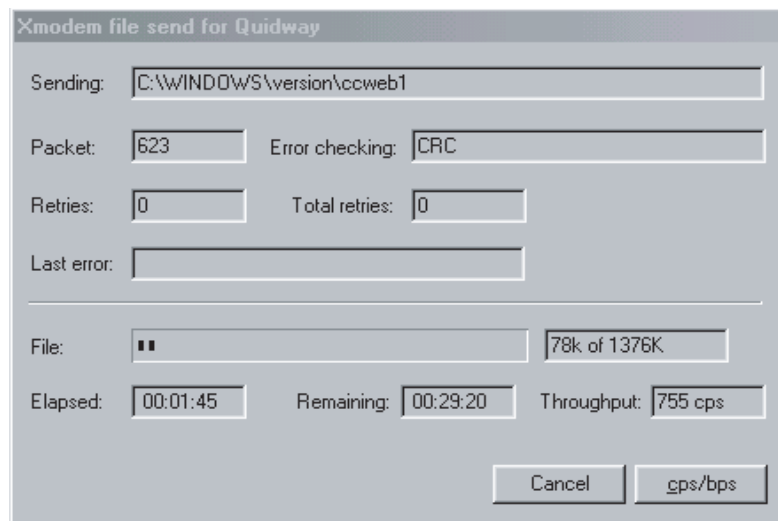 Xmodem file send for Quidway
Sending: C:\WINDOWS\version\ccweb1
Packet: 623 Error checking: CRC
Retries: 0 Total retries: 0
Last error:
File: 78k of 1376K
Elapsed: 00:01:45 Remaining: 00:29:20 Throughput: 755 cps
Cancel cps/bps